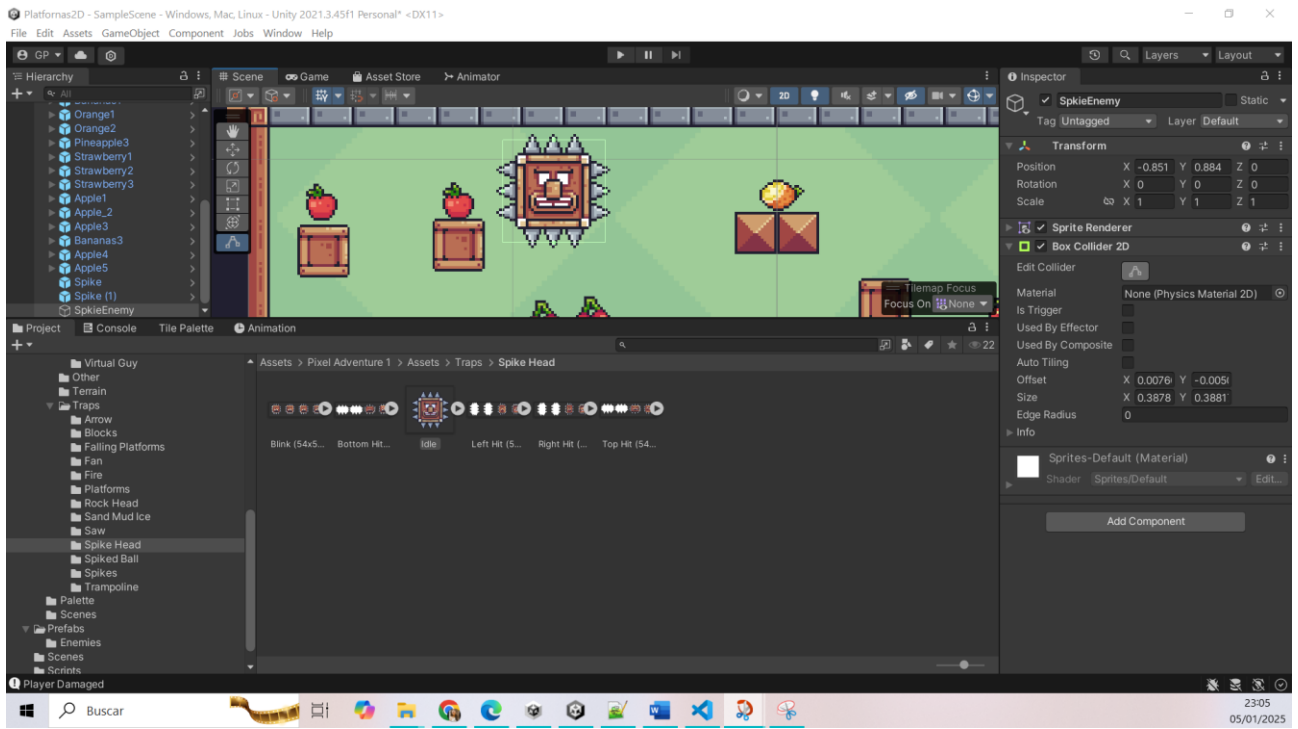 Platfornas2D - SampleScene - Windows, Mac, Linux - Unity 2021.3.45f1 Personal* <DX11>
File Edit Assets GameObject Component Jobs Window Help
GP Layers Layout
Hierarchy
All
Bananas1
Orange1
Orange2
Pineapple3
Strawberry1
Strawberry2
Strawberry3
Apple1
Apple_2
Apple3
Bananas3
Apple4
Apple5
Spike
Spike (1)
SpkieEnemy
Scene Game Asset Store Animator
2D
Tilemap Focus
Focus On None
Inspector
SpkieEnemy Static
Tag Untagged Layer Default
Transform
Position X -0.851 Y 0.884 Z 0
Rotation X 0 Y 0 Z 0
Scale X 1 Y 1 Z 1
Sprite Renderer
Box Collider 2D
Edit Collider
Material None (Physics Material 2D)
Is Trigger
Used By Effector
Used By Composite
Auto Tiling
Offset X 0.0076 Y -0.005
Size X 0.3878 Y 0.3881
Edge Radius 0
Info
Sprites-Default (Material)
Shader Sprites/Default Edit...
Add Component
Project Console Tile Palette Animation
22
Virtual Guy
Other
Terrain
Traps
Arrow
Blocks
Falling Platforms
Fan
Fire
Platforms
Rock Head
Sand Mud Ice
Saw
Spike Head
Spiked Ball
Spikes
Trampoline
Palette
Scenes
Prefabs
Enemies
Scenes
Scripts
Assets > Pixel Adventure 1 > Assets > Traps > Spike Head
Blink (54x5... Bottom Hit... Idle Left Hit (5... Right Hit (... Top Hit (54...
Player Damaged
Buscar
23:05
05/01/2025